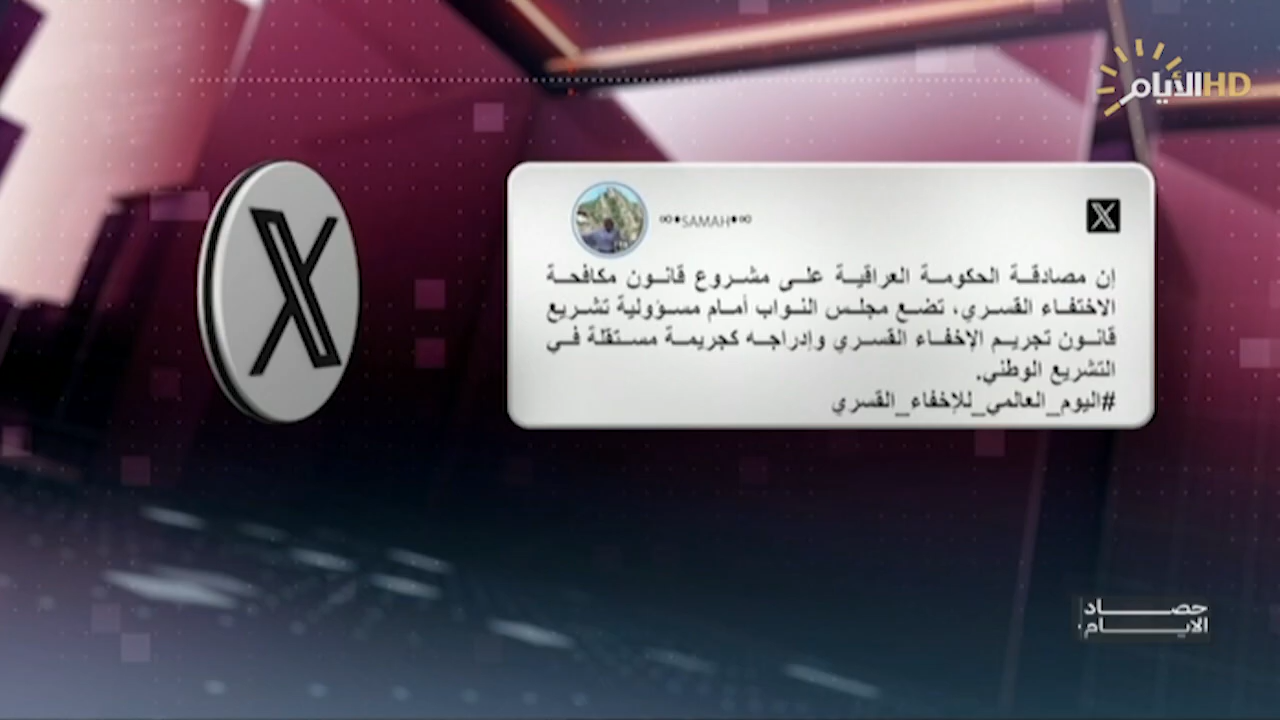 الأيام HD
∞•SAMAH•∞
إن مصادقة الحكومة العراقية على مشروع قانون مكافحة
الاختفاء القسري، تضع مجلس النواب أمام مسؤولية تشريع
قانون تجريم الإخفاء القسري وإدراجه كجريمة مستقلة في
التشريع الوطني.
#اليوم_العالمي_للإخفاء_القسري
حصاد
الايام